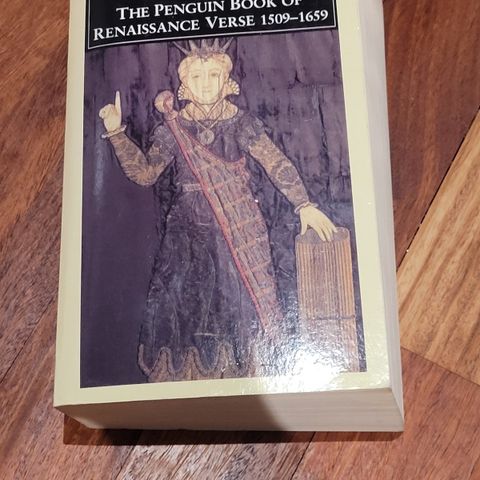 THE PENGUIN BOOK OF
RENAISSANCE VERSE 1509–1659